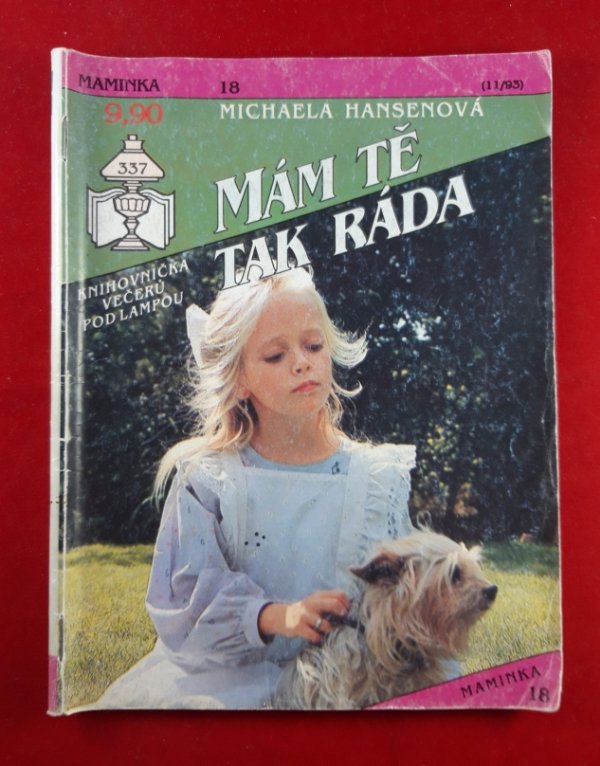 MAMINKA 18 (11/93)
9,90
MICHAELA HANSENOVÁ
337
MÁM TĚ
TAK RÁDA
KNIHOVNIČKA
VEČERŮ
POD LAMPOU
MAMINKA
18